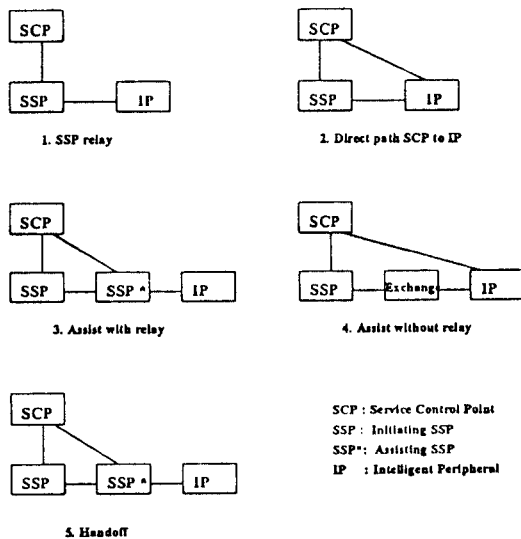 SCP
SCP
SSP
IP
SSP
IP
1. SSP relay
2. Direct path SCP to IP
SCP
SCP
SSP
SSP *
IP
SSP
Exchange
IP
3. Assist with relay
4. Assist without relay
SCP
SSP
SSP *
IP
5. Handoff
SCP : Service Control Point
SSP : Initiating SSP
SSP*: Assisting SSP
IP : Intelligent Peripheral